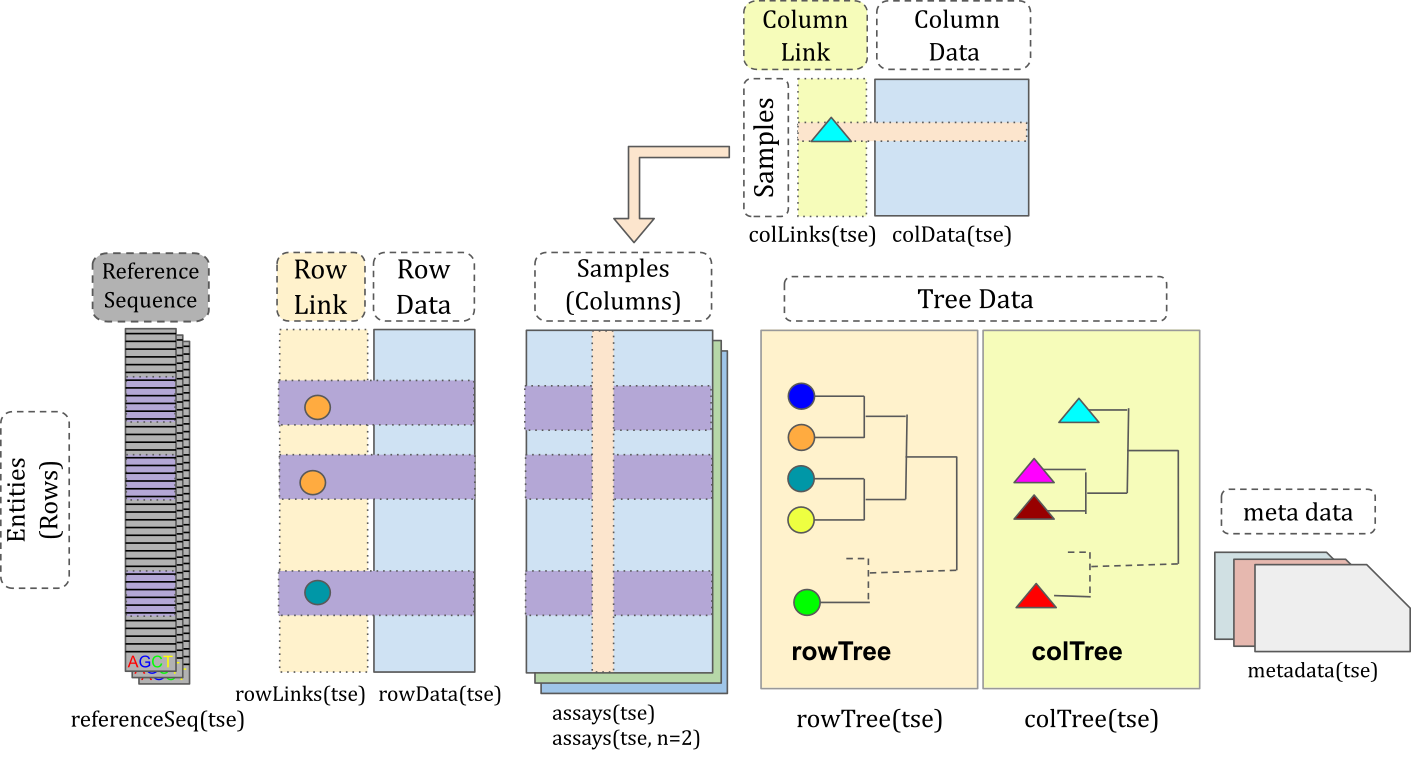 Column
Link
Column
Data
Samples
colLinks(tse)
colData(tse)
Reference
Sequence
Row
Link
Row
Data
Samples
(Columns)
Tree Data
Entities
(Rows)
AGCT
rowTree
colTree
meta data
metadata(tse)
rowLinks(tse)
rowData(tse)
referenceSeq(tse)
assays(tse)
assays(tse, n=2)
rowTree(tse)
colTree(tse)